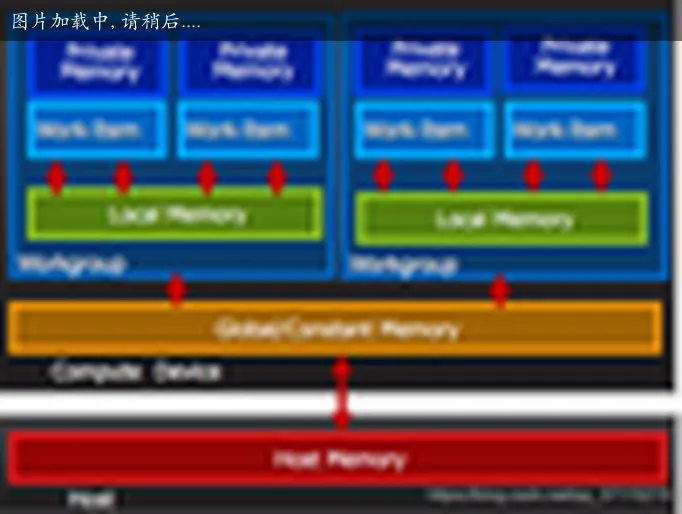 图片加载中, 请稍后....
Private Memory Private Memory Private Memory Private Memory
Work-Item Work-Item Work-Item Work-Item
Local Memory Local Memory
Workgroup Workgroup
Global/Constant Memory
Compute Device
Host Memory
Host